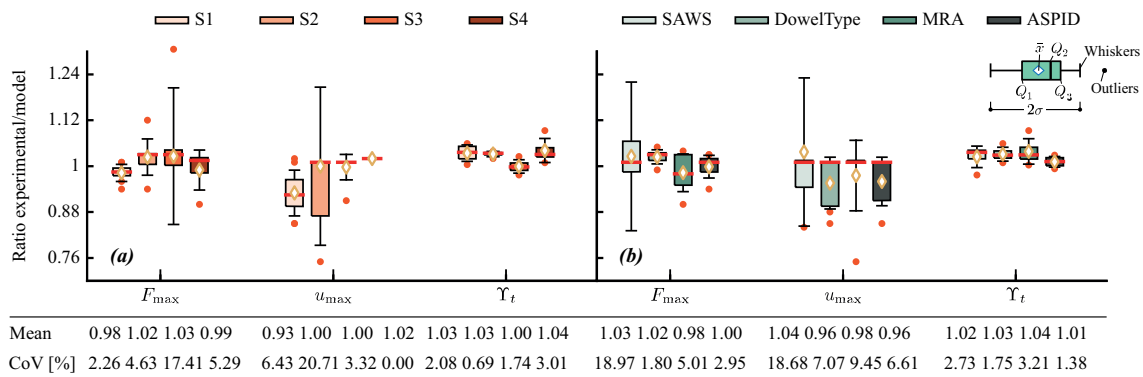 S1 S2 S3 S4 SAWS DowelType MRA ASPID
Ratio experimental/model
1.24
1.12
1
0.88
0.76
(a) (b)
x̄ Q₂ Whiskers
Q₁ Q₃ Outliers
2σ
F_max u_max Υ_t F_max u_max Υ_t
Mean 0.98 1.02 1.03 0.99 0.93 1.00 1.00 1.02 1.03 1.03 1.00 1.04 1.03 1.02 0.98 1.00 1.04 0.96 0.98 0.96 1.02 1.03 1.04 1.01
CoV [%] 2.26 4.63 17.41 5.29 6.43 20.71 3.32 0.00 2.08 0.69 1.74 3.01 18.97 1.80 5.01 2.95 18.68 7.07 9.45 6.61 2.73 1.75 3.21 1.38